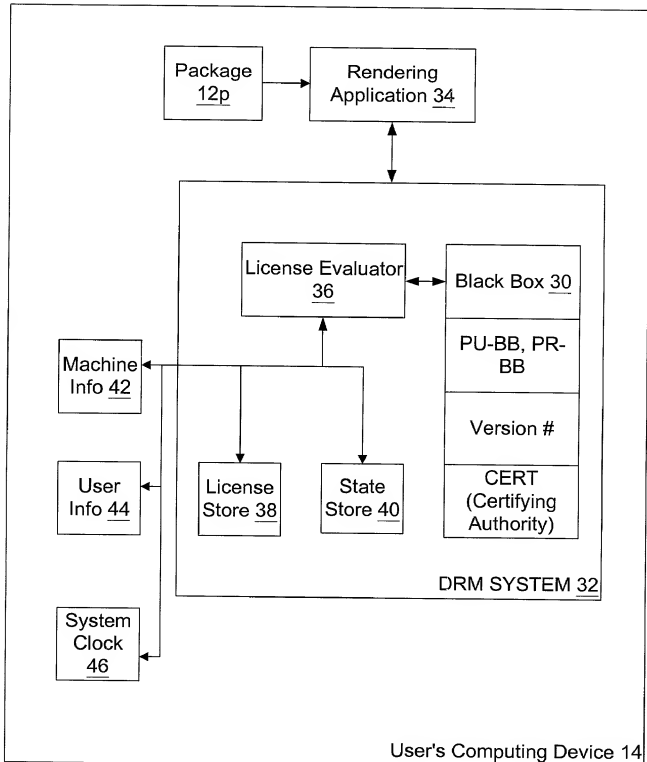 Package
12p
Rendering
Application 34
License Evaluator
36
Black Box 30
PU-BB, PR-
BB
Version #
CERT
(Certifying
Authority)
Machine
Info 42
User
Info 44
License
Store 38
State
Store 40
DRM SYSTEM 32
System
Clock
46
User's Computing Device 14